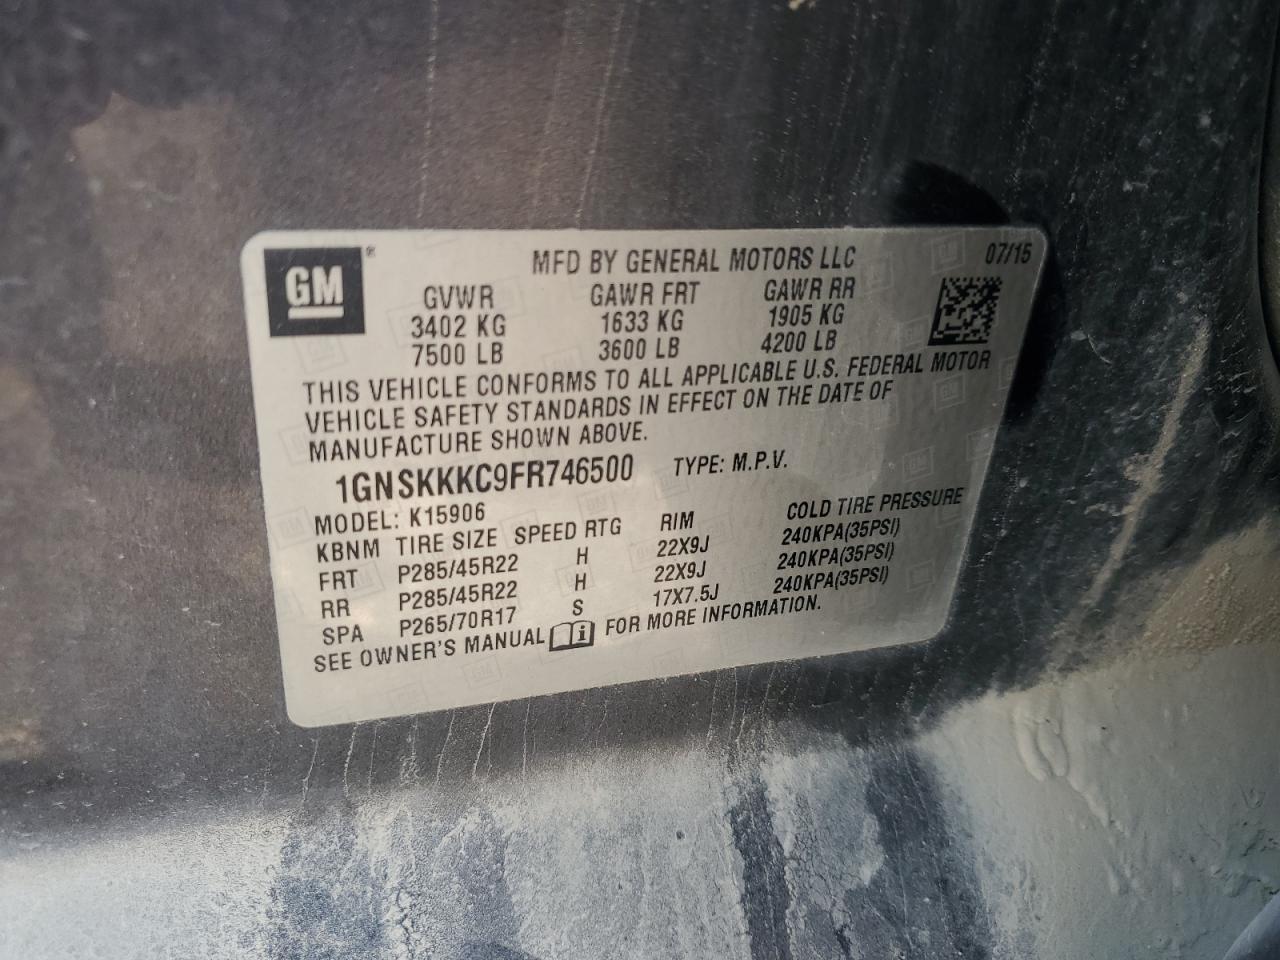 GM ®
MFD BY GENERAL MOTORS LLC 07/15
GVWR GAWR FRT GAWR RR
3402 KG 1633 KG 1905 KG
7500 LB 3600 LB 4200 LB
THIS VEHICLE CONFORMS TO ALL APPLICABLE U.S. FEDERAL MOTOR
VEHICLE SAFETY STANDARDS IN EFFECT ON THE DATE OF
MANUFACTURE SHOWN ABOVE.
1GNSKKKC9FR746500 TYPE: M.P.V.
MODEL: K15906
KBNM TIRE SIZE SPEED RTG RIM COLD TIRE PRESSURE
FRT P285/45R22 H 22X9J 240KPA(35PSI)
RR P285/45R22 H 22X9J 240KPA(35PSI)
SPA P265/70R17 S 17X7.5J 240KPA(35PSI)
SEE OWNER'S MANUAL i FOR MORE INFORMATION.